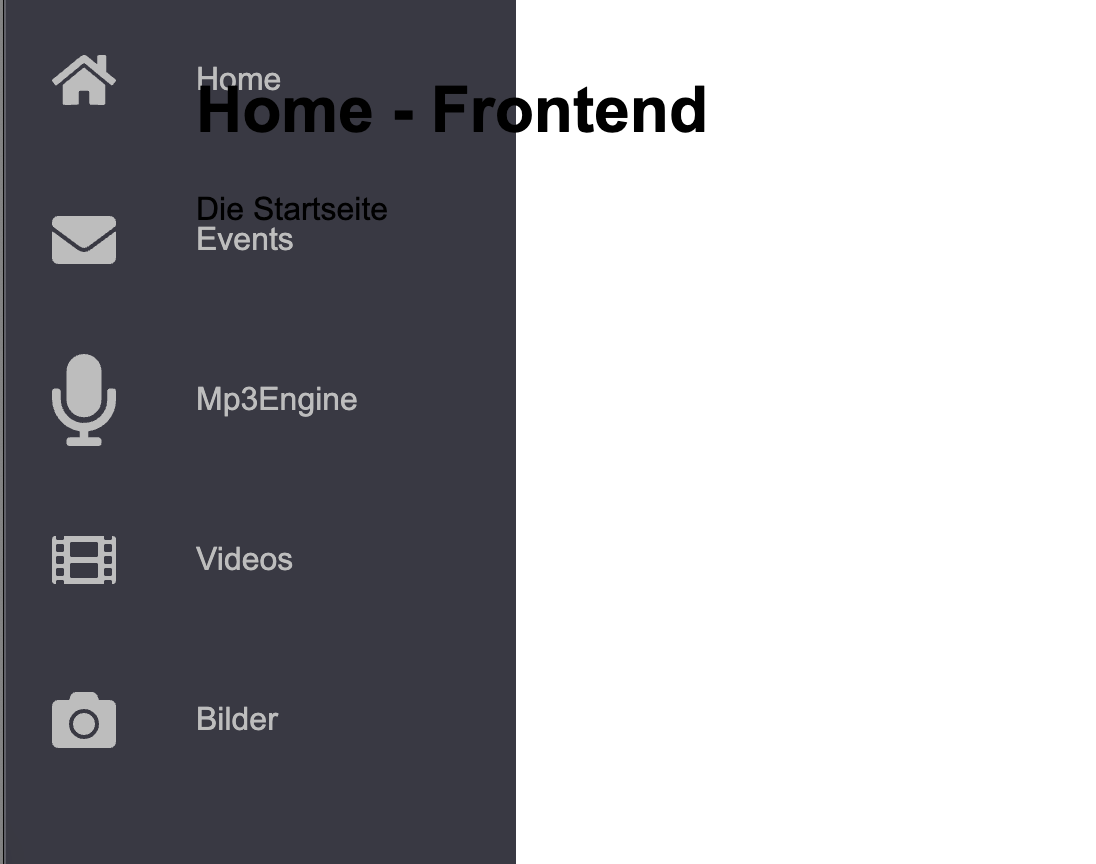 Home
Home - Frontend
Die Startseite
Events
Mp3Engine
Videos
Bilder